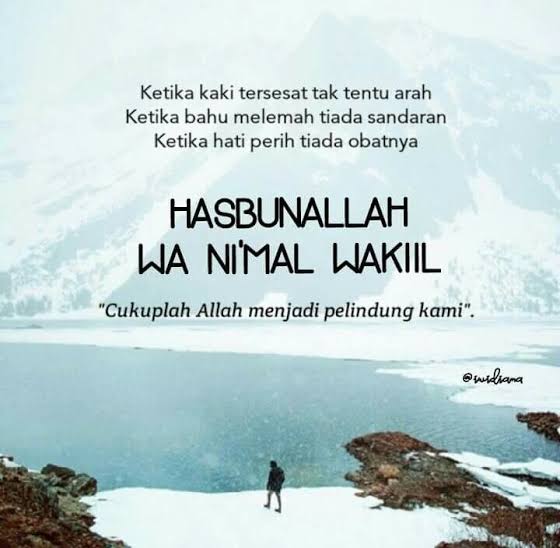 Ketika kaki tersesat tak tentu arah
Ketika bahu melemah tiada sandaran
Ketika hati perih tiada obatnya
HASBUNALLAH
WA NI'MAL WAKIIL
"Cukuplah Allah menjadi pelindung kami".